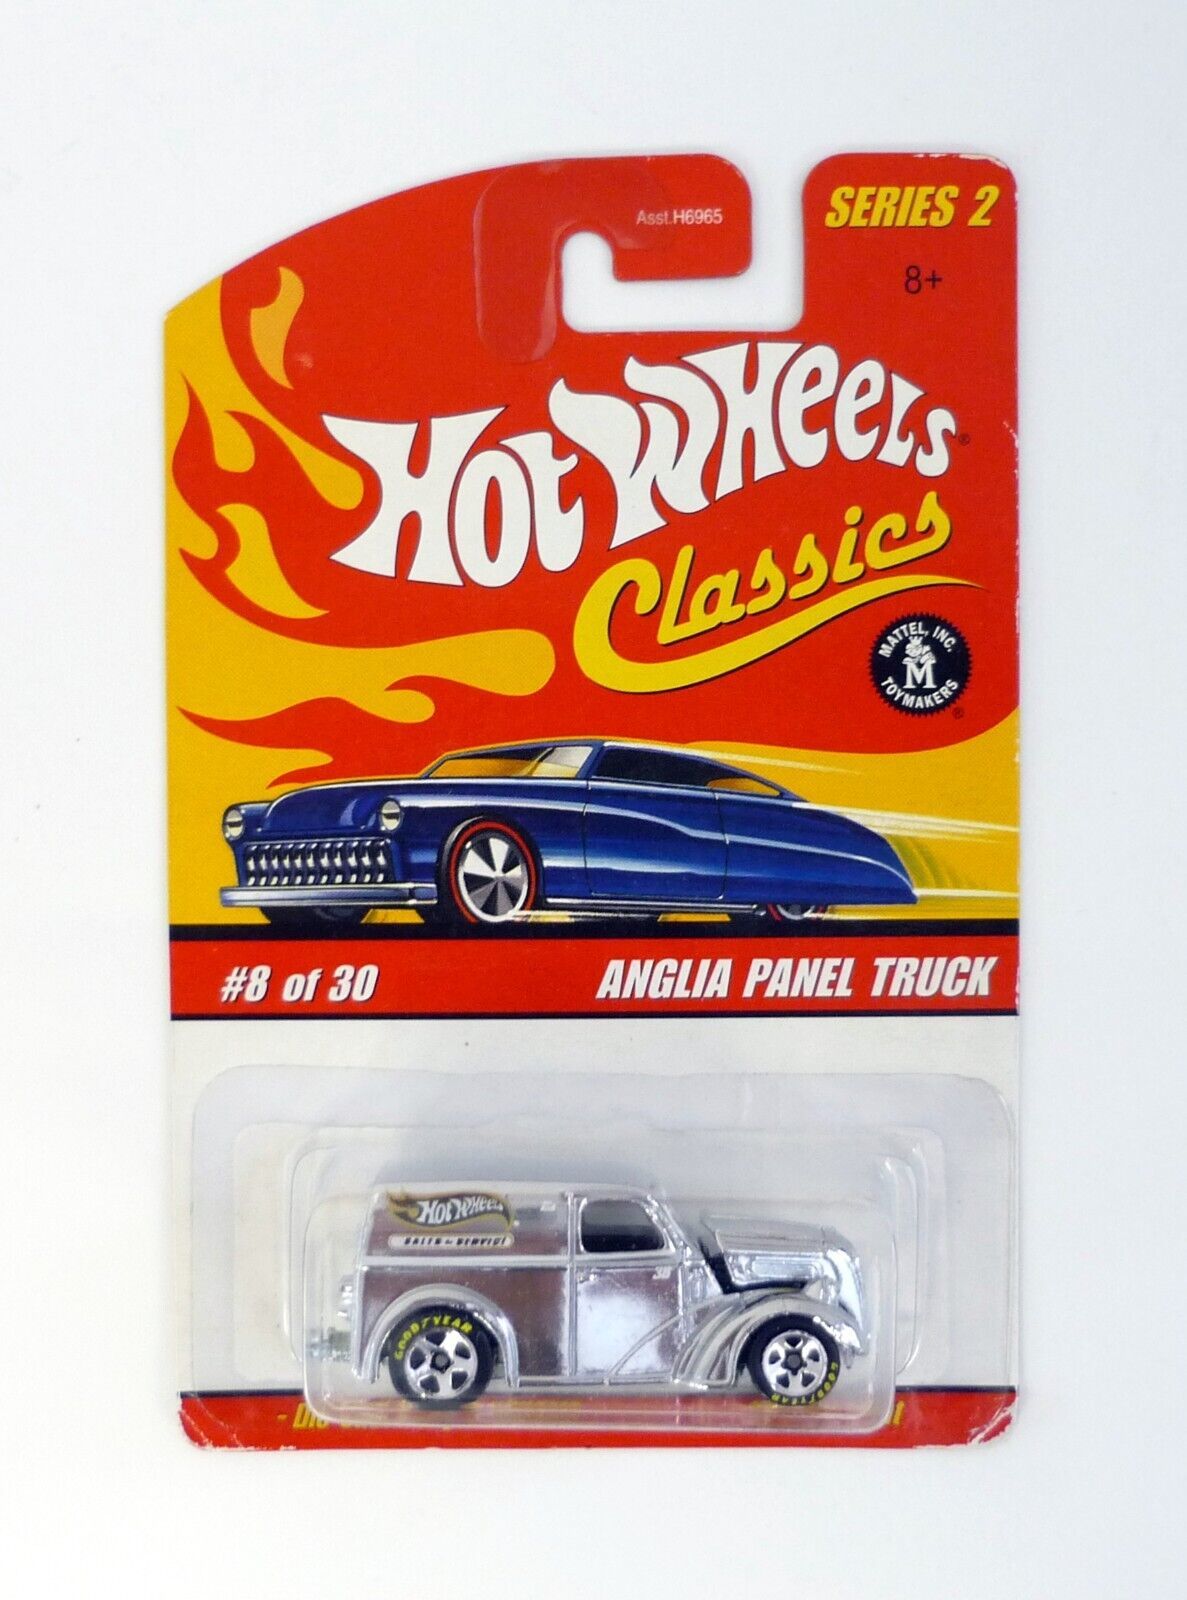 Asst.H6965
SERIES 2
8+
HOT WHEELS®
Classics
MATTEL, INC.
M
TOYMAKERS
®
#8 of 30
ANGLIA PANEL TRUCK
HOT WHEELS
SALES & SERVICE
GOODYEAR
GOODYEAR